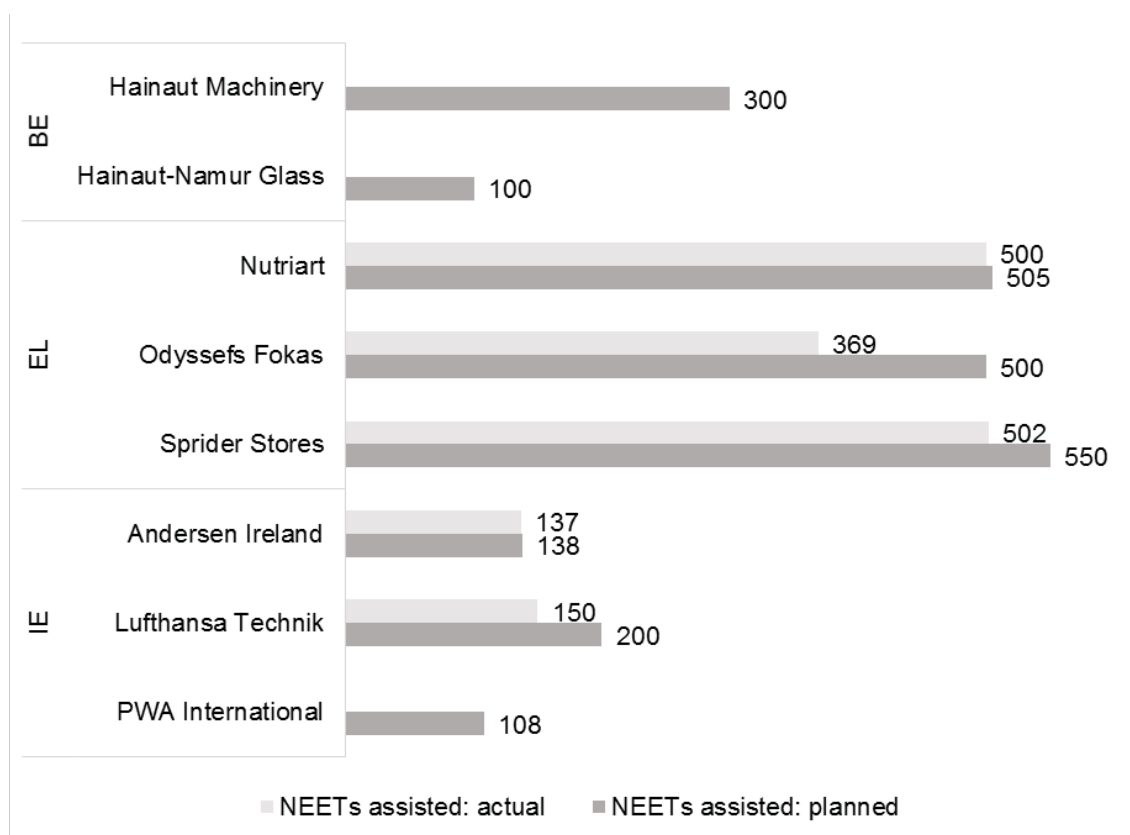 BE
Hainaut Machinery
300
Hainaut-Namur Glass
100
EL
Nutriart
500
505
Odyssefs Fokas
369
500
Sprider Stores
502
550
IE
Andersen Ireland
137
138
Lufthansa Technik
150
200
PWA International
108
NEETs assisted: actual
NEETs assisted: planned